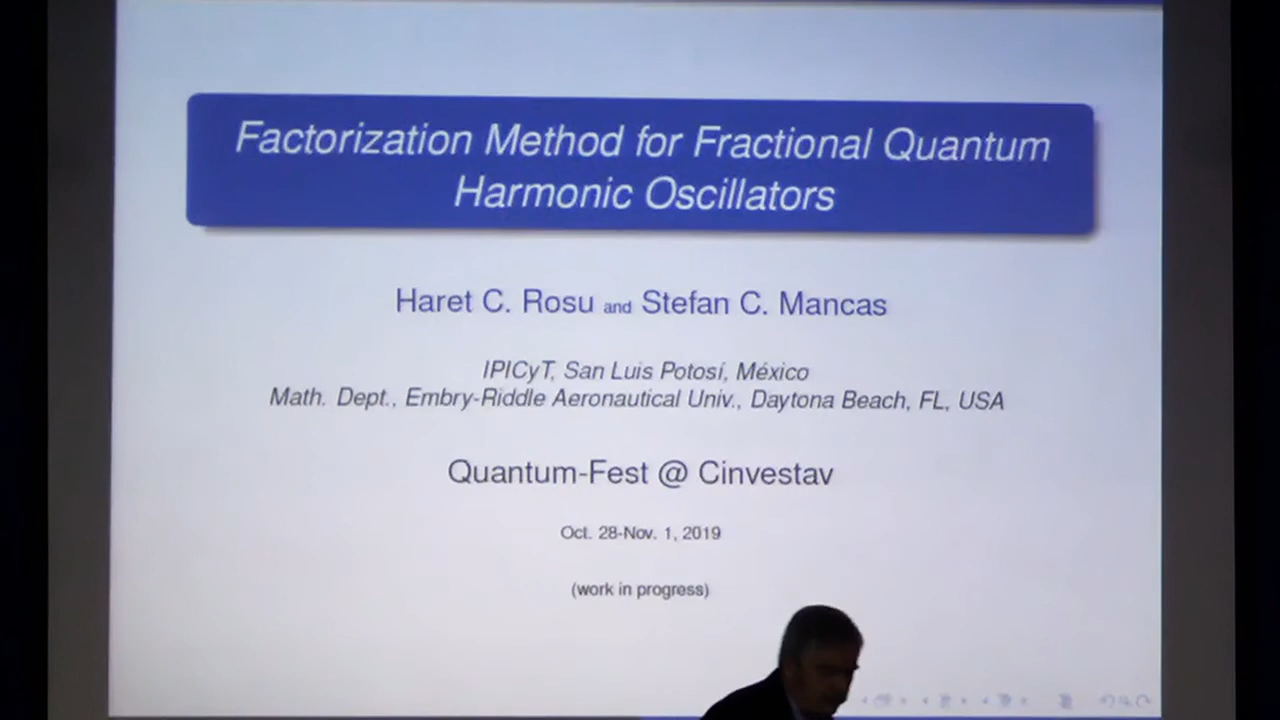 Factorization Method for Fractional Quantum
Harmonic Oscillators
Haret C. Rosu and Stefan C. Mancas
IPICyT, San Luis Potosí, México
Math. Dept., Embry-Riddle Aeronautical Univ., Daytona Beach, FL, USA
Quantum-Fest @ Cinvestav
Oct. 28-Nov. 1, 2019
(work in progress)